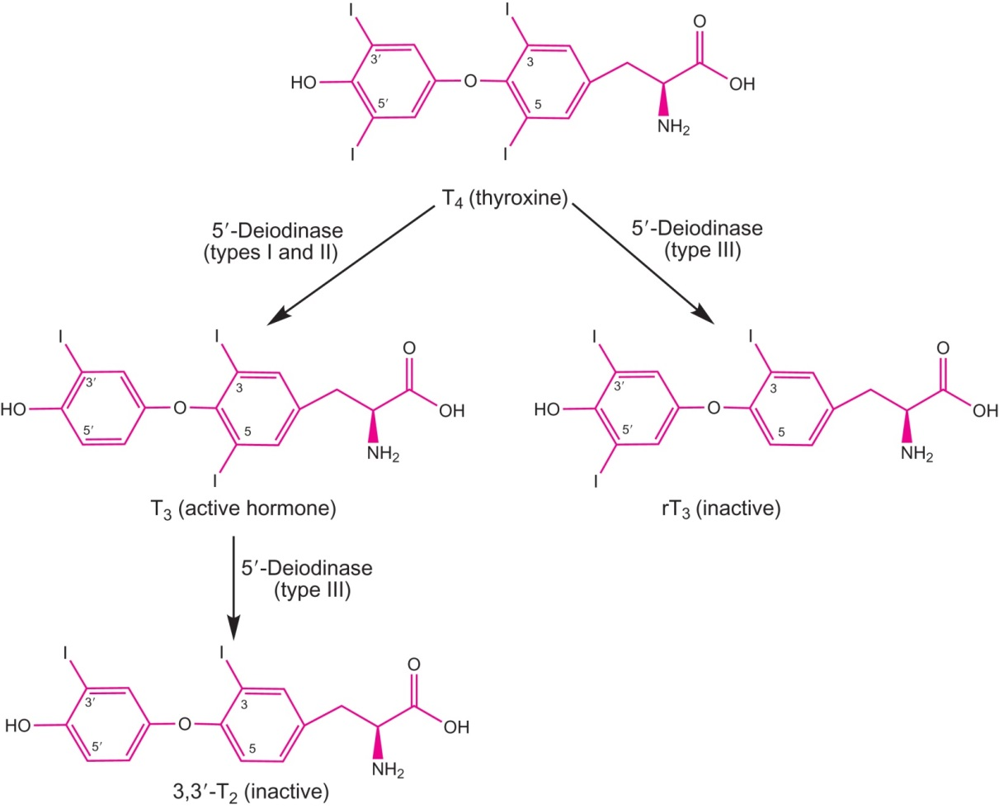 I I
3′ 3 O
HO O OH
5′ 5 NH₂
I I
T₄ (thyroxine)
5′-Deiodinase
(types I and II)
5′-Deiodinase
(type III)
I I
3′ 3 O
HO O OH
5′ 5 NH₂
I
T₃ (active hormone)
I I
3′ 3 O
HO O OH
5′ 5 NH₂
I
rT₃ (inactive)
5′-Deiodinase
(type III)
I I
3′ 3 O
HO O OH
5′ 5 NH₂
3,3′-T₂ (inactive)